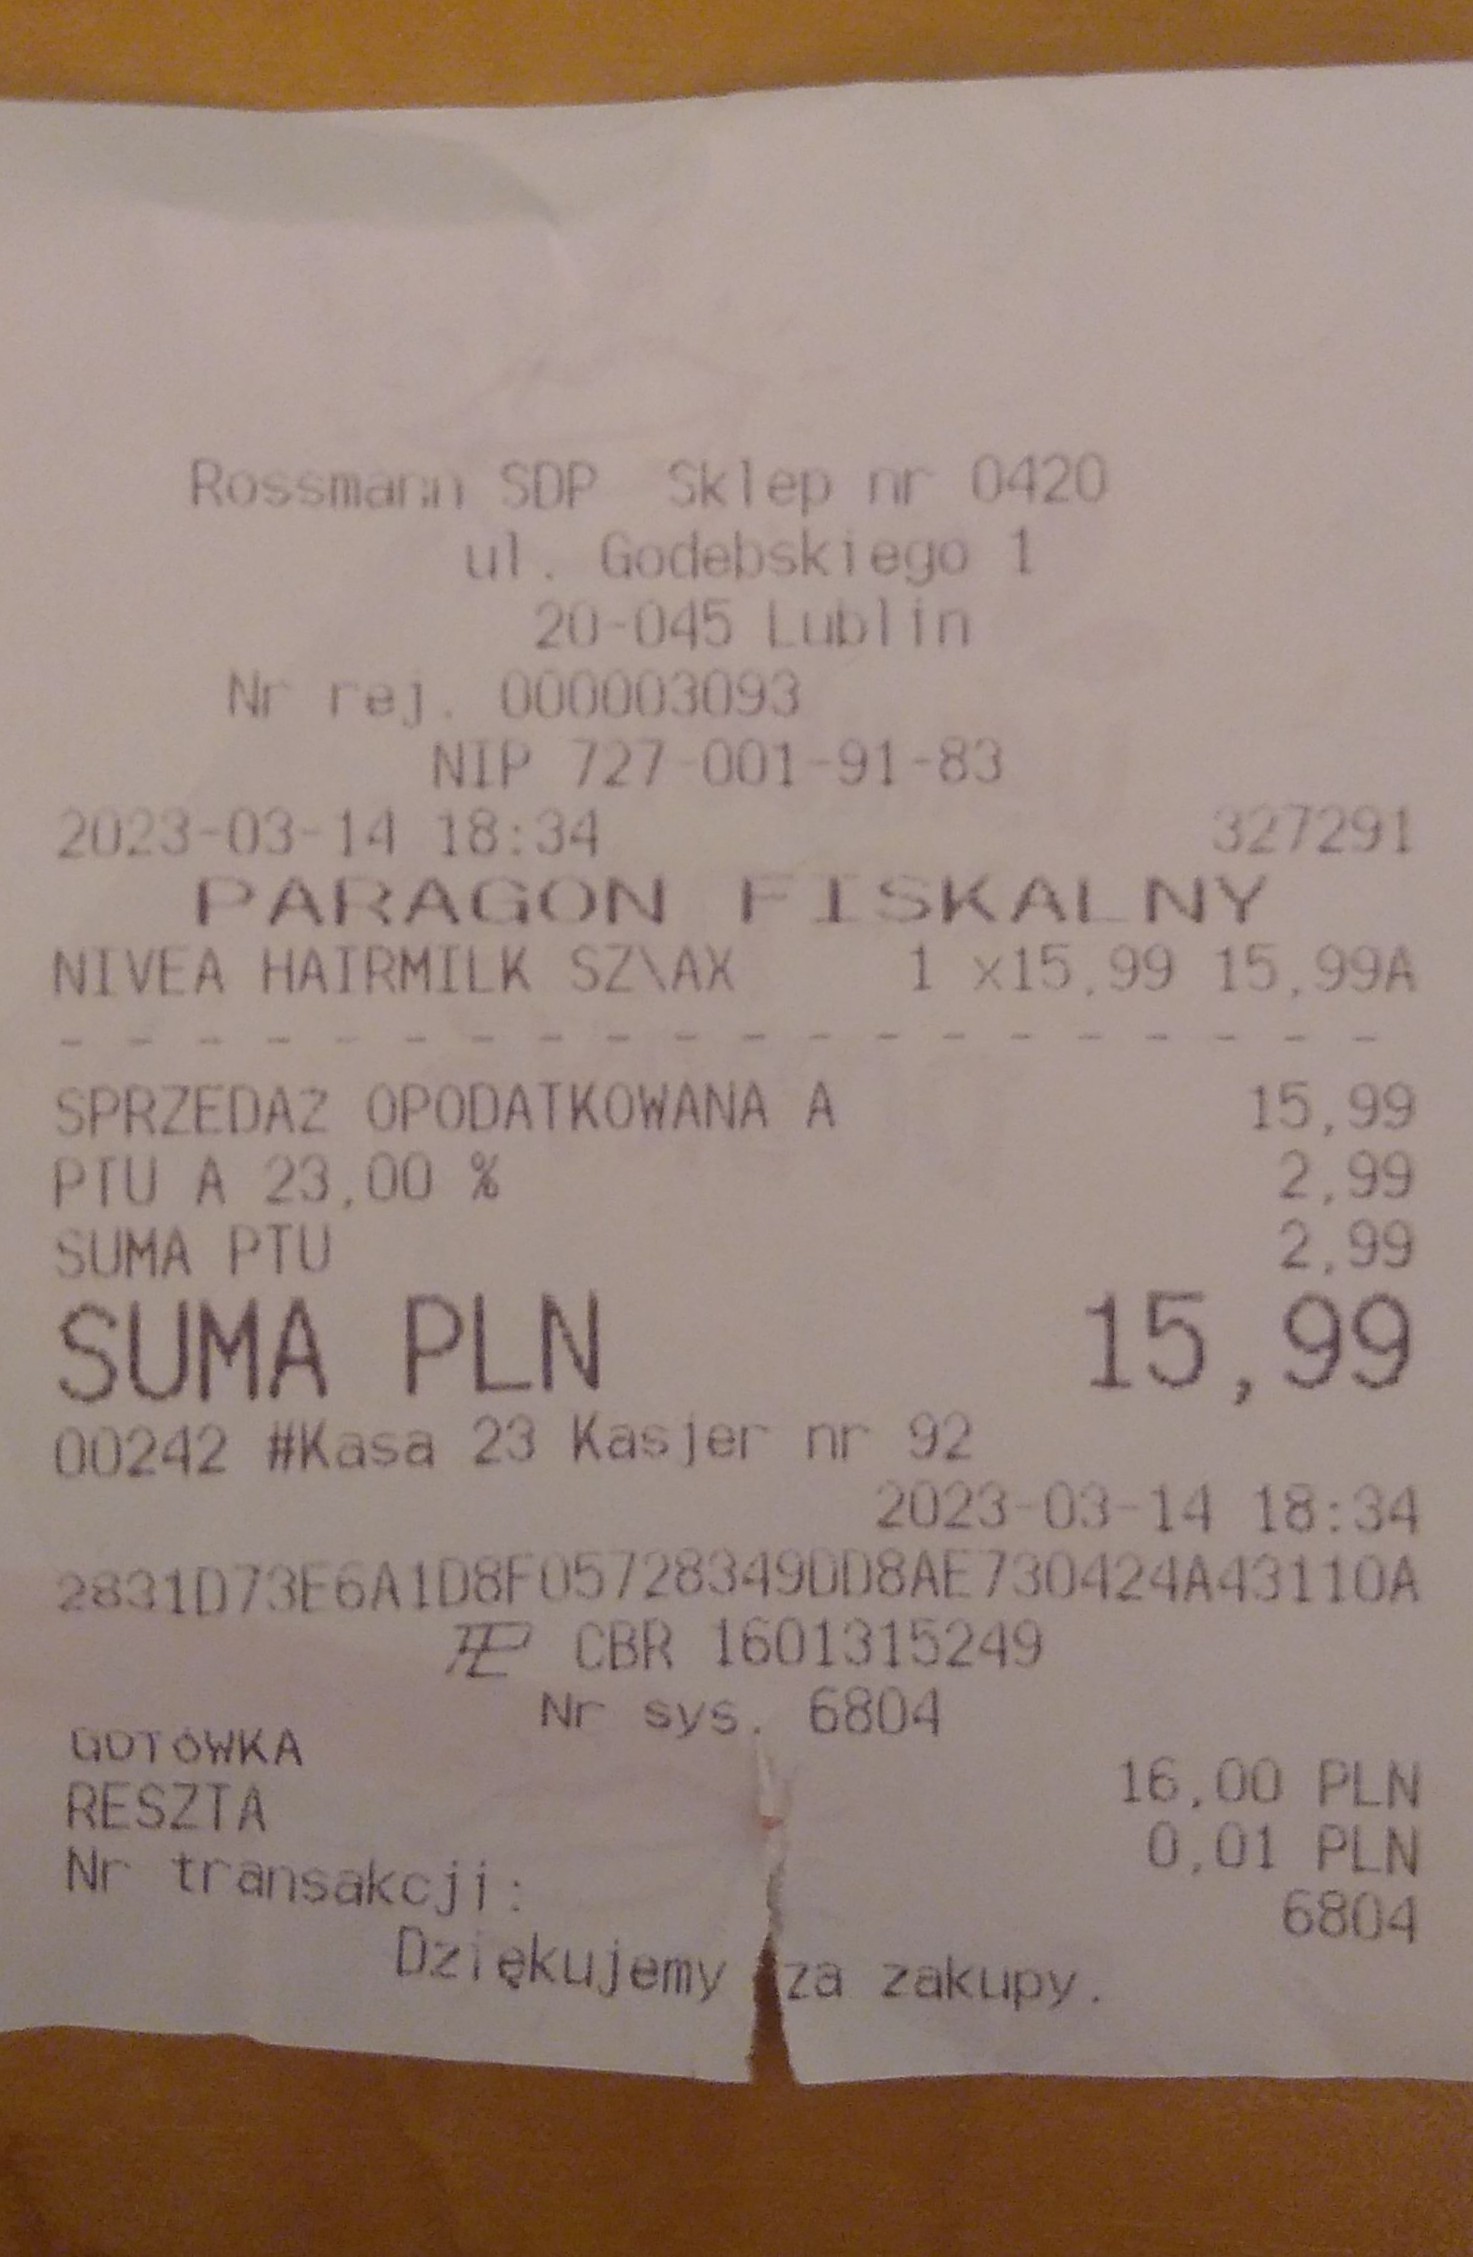 Rossmann SDP Sklep nr 0420
ul. Godebskiego 1
20-045 Lublin
Nr rej. 000003093
NIP 727-001-91-83
2023-03-14 18:34 327291
PARAGON FISKALNY
NIVEA HAIRMILK SZ\AX 1 x15,99 15,99A
- - - - - - - - - - - - - - - - - - - -
SPRZEDAŻ OPODATKOWANA A 15,99
PTU A 23,00 % 2,99
SUMA PTU 2,99
SUMA PLN 15,99
00242 #Kasa 23 Kasjer nr 92
2023-03-14 18:34
2831D73E6A1D8F05728349DD8AE730424A43110A
CBR 1601315249
Nr sys. 6804
GOTÓWKA 16,00 PLN
RESZTA 0,01 PLN
Nr transakcji: 6804
Dziękujemy za zakupy.